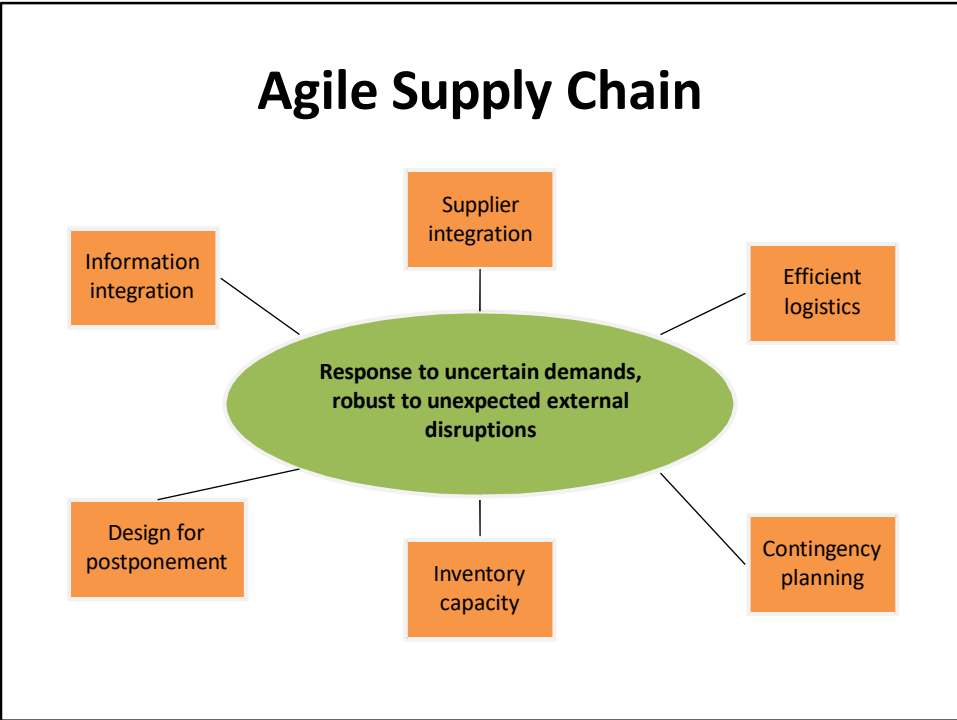 Agile Supply Chain
Supplier
integration
Information
integration
Efficient
logistics
Response to uncertain demands,
robust to unexpected external
disruptions
Design for
postponement
Inventory
capacity
Contingency
planning